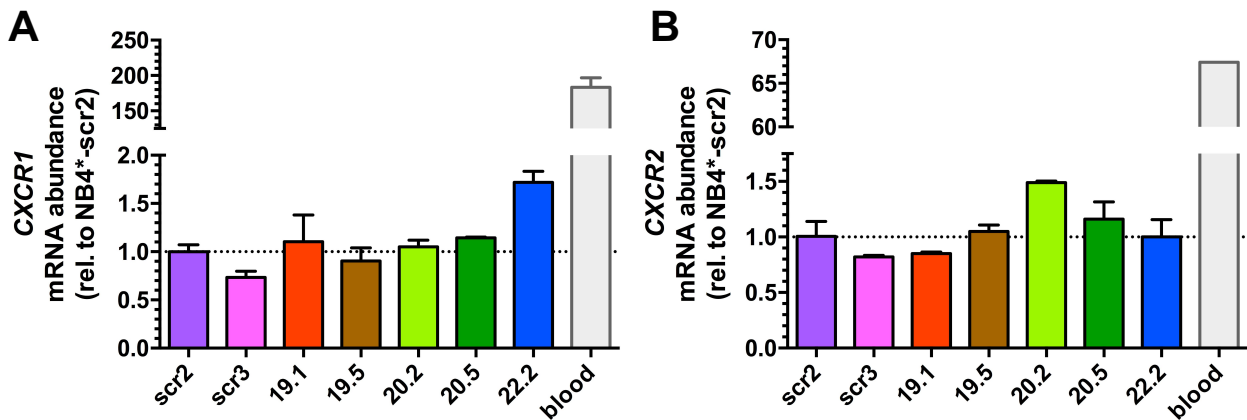 A
CXCR1
mRNA abundance
(rel. to NB4*-scr2)
250
200
150
2.0
1.5
1.0
0.5
0.0
scr2 scr3 19.1 19.5 20.2 20.5 22.2 blood
B
CXCR2
mRNA abundance
(rel. to NB4*-scr2)
70
65
60
1.5
1.0
0.5
0.0
scr2 scr3 19.1 19.5 20.2 20.5 22.2 blood